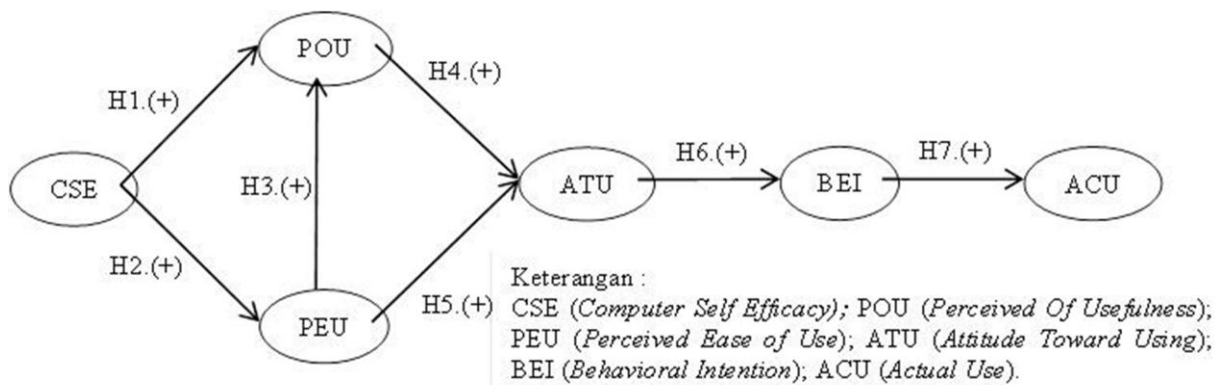 POU
H1.(+)
H4.(+)
CSE
H3.(+)
ATU
H6.(+)
BEI
H7.(+)
ACU
H2.(+)
PEU
H5.(+)
Keterangan :
CSE (Computer Self Efficacy); POU (Perceived Of Usefulness);
PEU (Perceived Ease of Use); ATU (Attitude Toward Using);
BEI (Behavioral Intention); ACU (Actual Use).